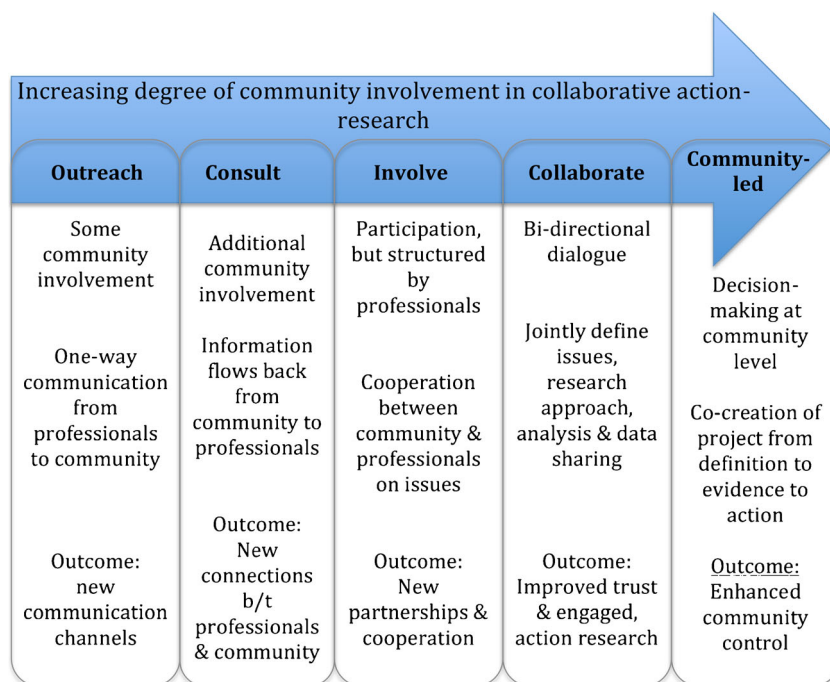 Increasing degree of community involvement in collaborative action-
research
Outreach
Some
community
involvement
One-way
communication
from
professionals
to community
Outcome:
new
communication
channels
Consult
Additional
community
involvement
Information
flows back
from
community to
professionals
Outcome:
New
connections
b/t
professionals
& community
Involve
Participation,
but structured
by
professionals
Cooperation
between
community &
professionals
on issues
Outcome:
New
partnerships &
cooperation
Collaborate
Bi-directional
dialogue
Jointly define
issues,
research
approach,
analysis & data
sharing
Outcome:
Improved trust
& engaged,
action research
Community-
led
Decision-
making at
community
level
Co-creation of
project from
definition to
evidence to
action
Outcome:
Enhanced
community
control